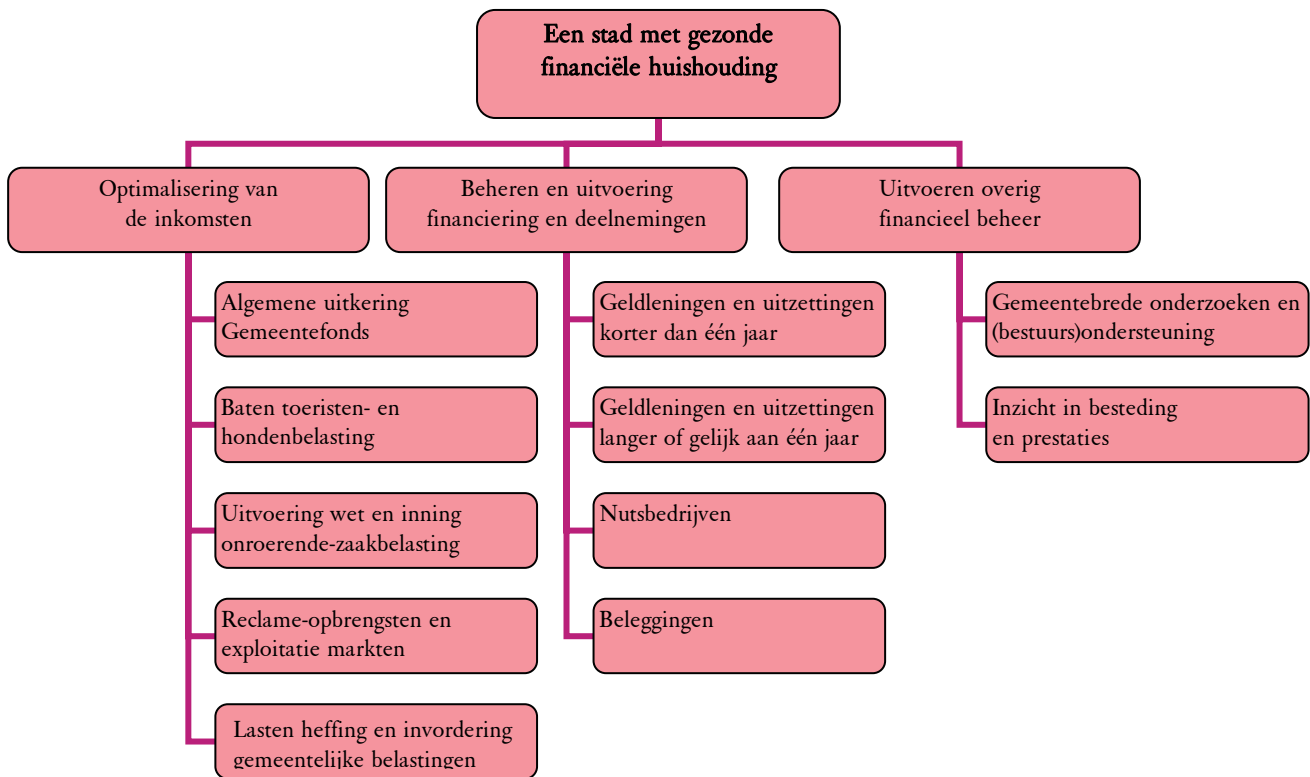 Een stad met gezonde
financiële huishouding
Optimalisering van
de inkomsten
Beheren en uitvoering
financiering en deelnemingen
Uitvoeren overig
financieel beheer
Algemene uitkering
Gemeentefonds
Baten toeristen- en
hondenbelasting
Uitvoering wet en inning
onroerende-zaakbelasting
Reclame-opbrengsten en
exploitatie markten
Lasten heffing en invordering
gemeentelijke belastingen
Geldleningen en uitzettingen
korter dan één jaar
Geldleningen en uitzettingen
langer of gelijk aan één jaar
Nutsbedrijven
Beleggingen
Gemeentebrede onderzoeken en
(bestuurs)ondersteuning
Inzicht in besteding
en prestaties